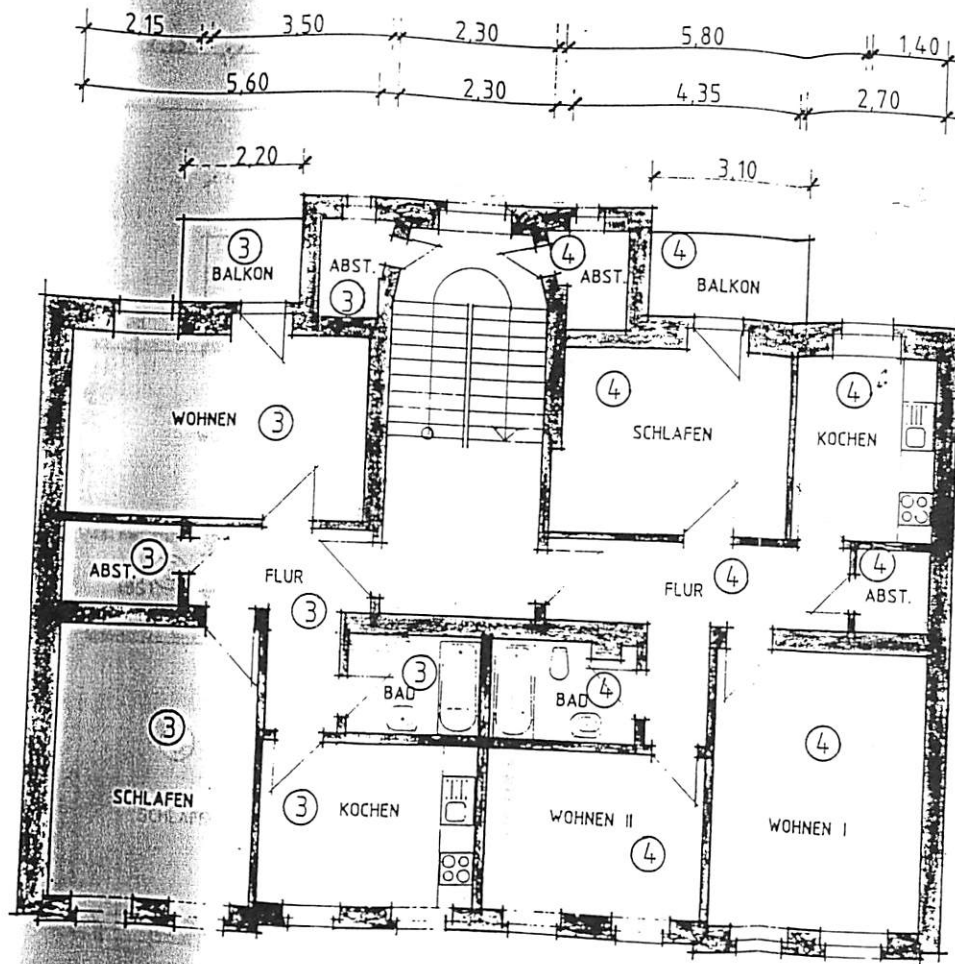 2,15 3,50 2,30 5,80 1,40
5,60 2,30 4,35 2,70
2,20 3,10
3 BALKON
ABST. 3
4 ABST.
4 BALKON
WOHNEN 3
4 SCHLAFEN
4 KOCHEN
ABST. 3
FLUR 3
FLUR 4
4 ABST.
BAD 3
BAD 4
3 SCHLAFEN
SCHLAFE
3 KOCHEN
WOHNEN II 4
4 WOHNEN I